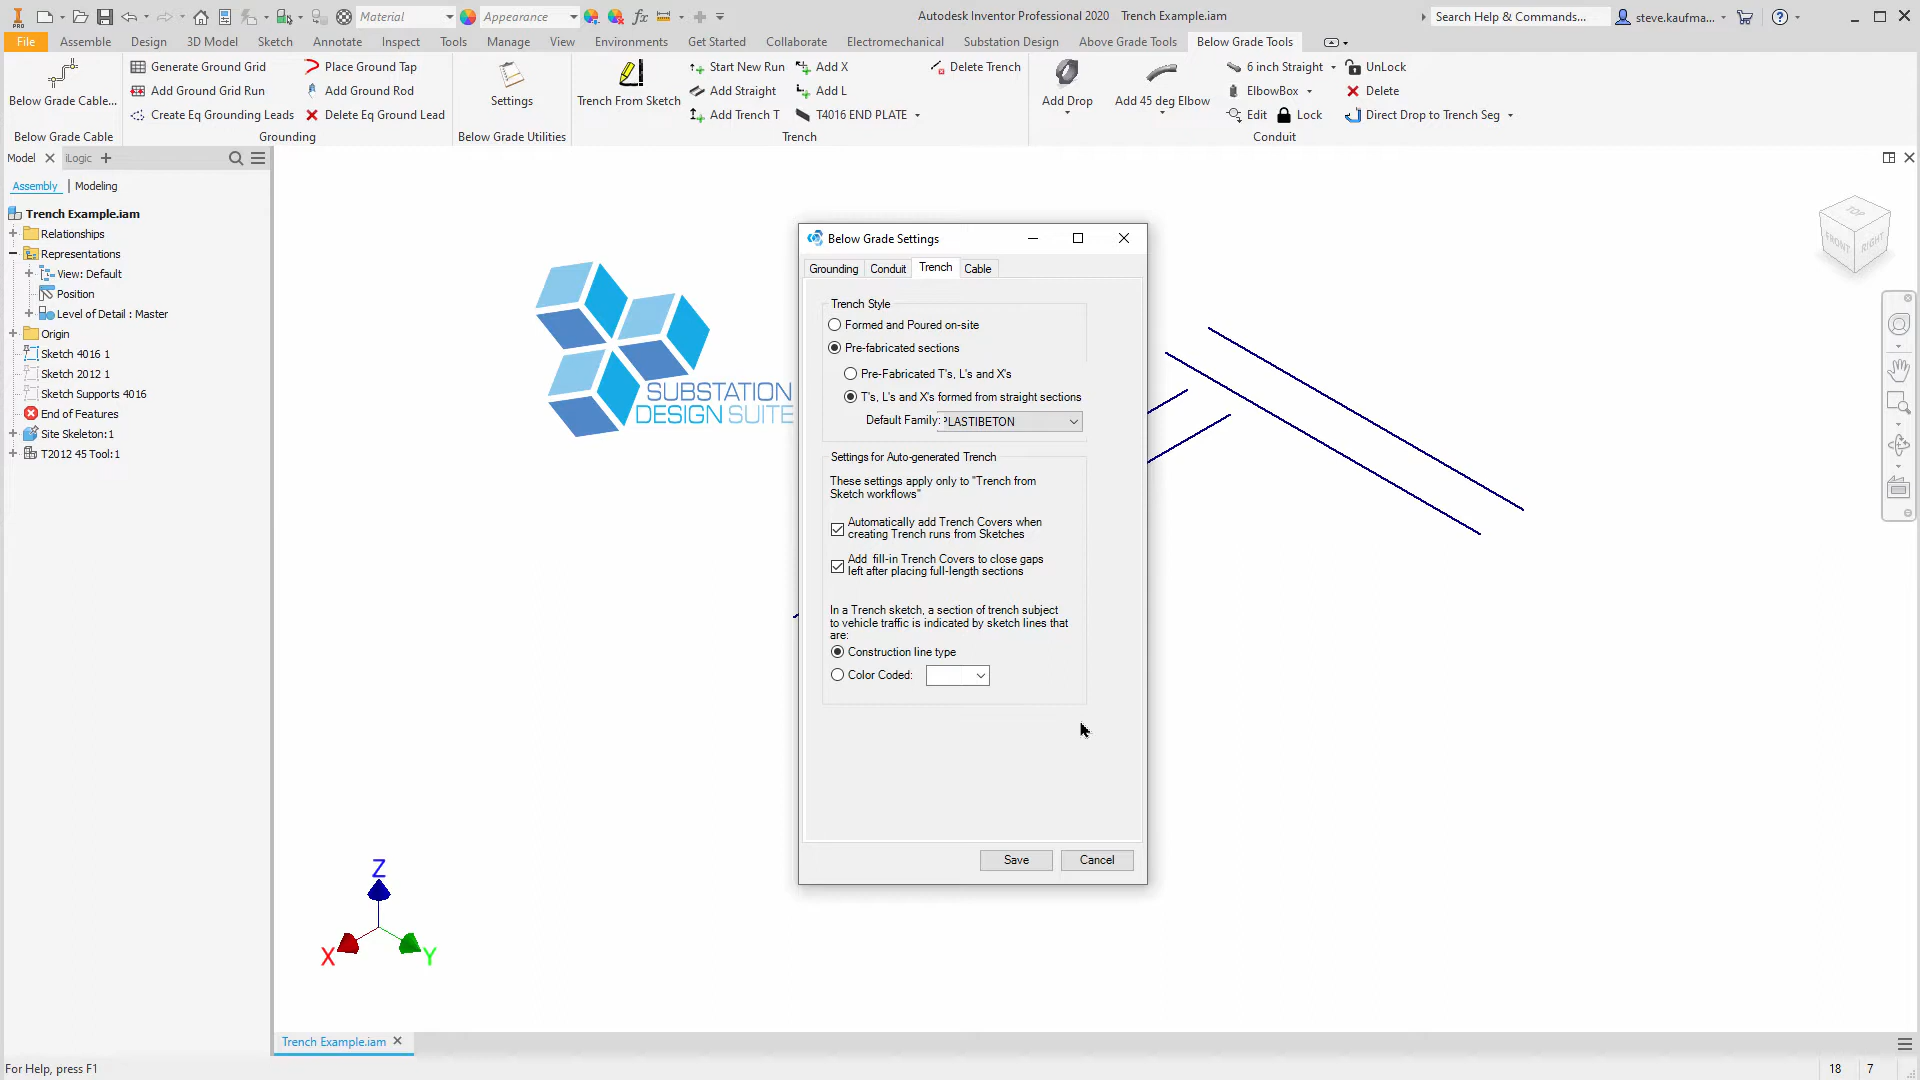 Material
Appearance
Autodesk Inventor Professional 2020 Trench Example.iam
Search Help & Commands...
steve.kaufma...
File Assemble Design 3D Model Sketch Annotate Inspect Tools Manage View Environments Get Started Collaborate Electromechanical Substation Design Above Grade Tools Below Grade Tools
Below Grade Cable...
Below Grade Cable
Generate Ground Grid
Add Ground Grid Run
Create Eq Grounding Leads
Place Ground Tap
Add Ground Rod
Delete Eq Ground Lead
Grounding
Settings
Below Grade Utilities
Trench From Sketch
Start New Run
Add Straight
Add Trench T
Add X
Add L
T4016 END PLATE
Delete Trench
Trench
Add Drop
Add 45 deg Elbow
6 inch Straight
ElbowBox
Edit
Lock
UnLock
Delete
Direct Drop to Trench Seg
Conduit
Model
iLogic
Assembly
Modeling
Trench Example.iam
Relationships
Representations
View: Default
Position
Level of Detail : Master
Origin
Sketch 4016 1
Sketch 2012 1
Sketch Supports 4016
End of Features
Site Skeleton:1
T2012 45 Tool:1
SUBSTATION
DESIGN SUITE
Below Grade Settings
Grounding Conduit Trench Cable
Trench Style
Formed and Poured on-site
Pre-fabricated sections
Pre-Fabricated T's, L's and X's
T's, L's and X's formed from straight sections
Default Family: PLASTIBETON
Settings for Auto-generated Trench
These settings apply only to "Trench from
Sketch workflows"
Automatically add Trench Covers when
creating Trench runs from Sketches
Add fill-in Trench Covers to close gaps
left after placing full-length sections
In a Trench sketch, a section of trench subject
to vehicle traffic is indicated by sketch lines that
are:
Construction line type
Color Coded:
Save
Cancel
TOP
FRONT
RIGHT
Z
X
Y
Trench Example.iam
For Help, press F1
18
7